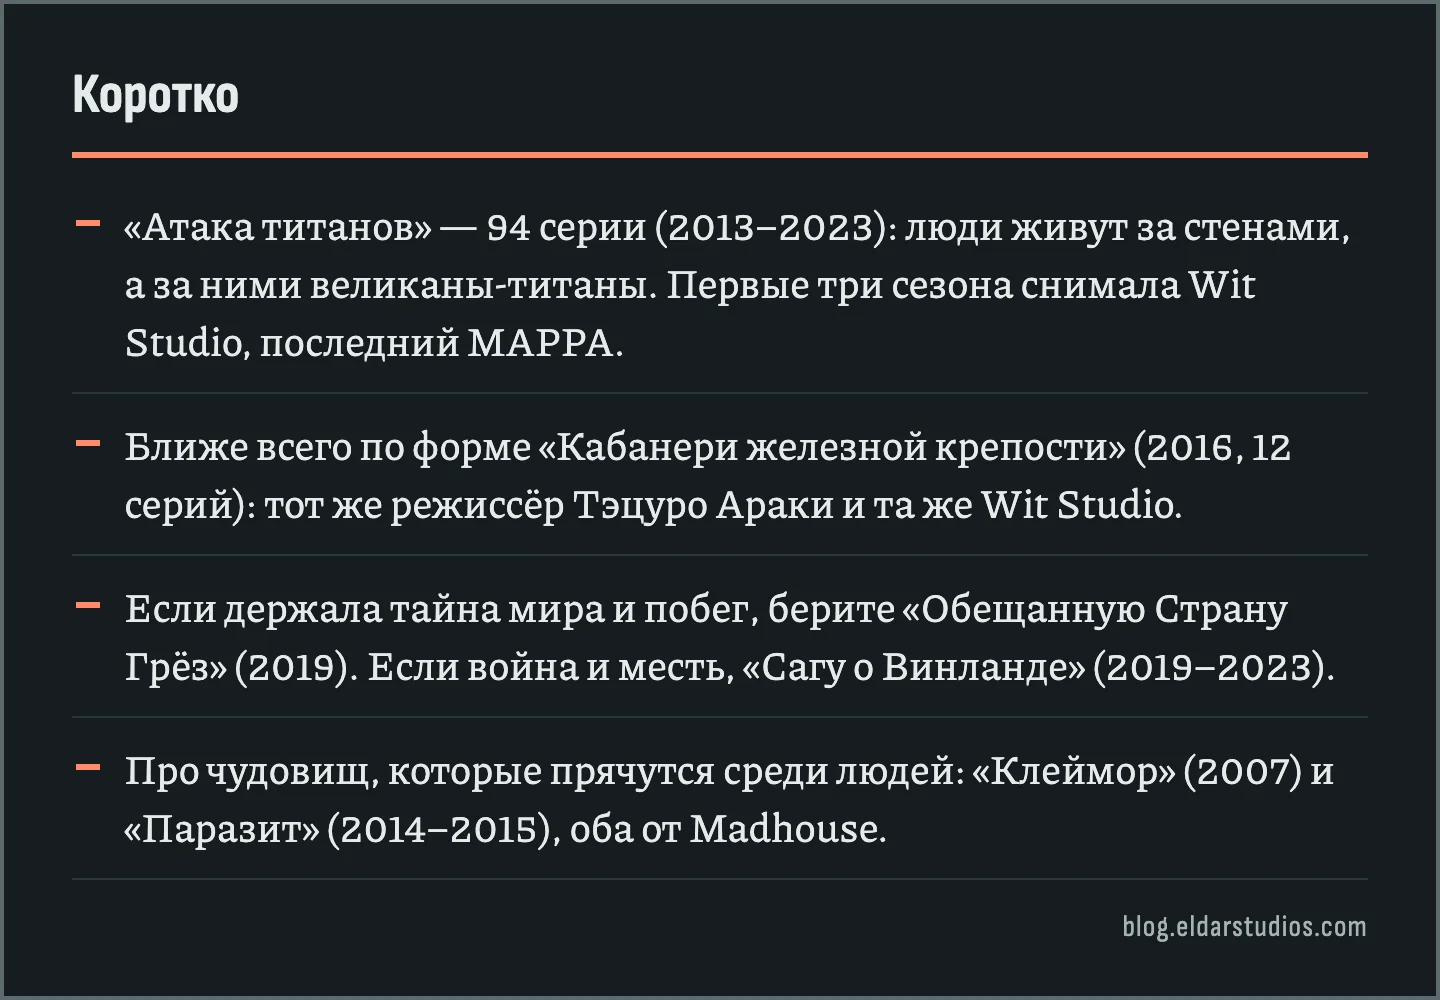 Коротко
«Атака титанов» — 94 серии (2013–2023): люди живут за стенами,
а за ними великаны-титаны. Первые три сезона снимала Wit
Studio, последний MAPPA.
Ближе всего по форме «Кабанери железной крепости» (2016, 12
серий): тот же режиссёр Тэцуро Араки и та же Wit Studio.
Если держала тайна мира и побег, берите «Обещанную Страну
Грёз» (2019). Если война и месть, «Сагу о Винланде» (2019–2023).
Про чудовищ, которые прячутся среди людей: «Клеймор» (2007) и
«Паразит» (2014–2015), оба от Madhouse.
blog.eldarstudios.com